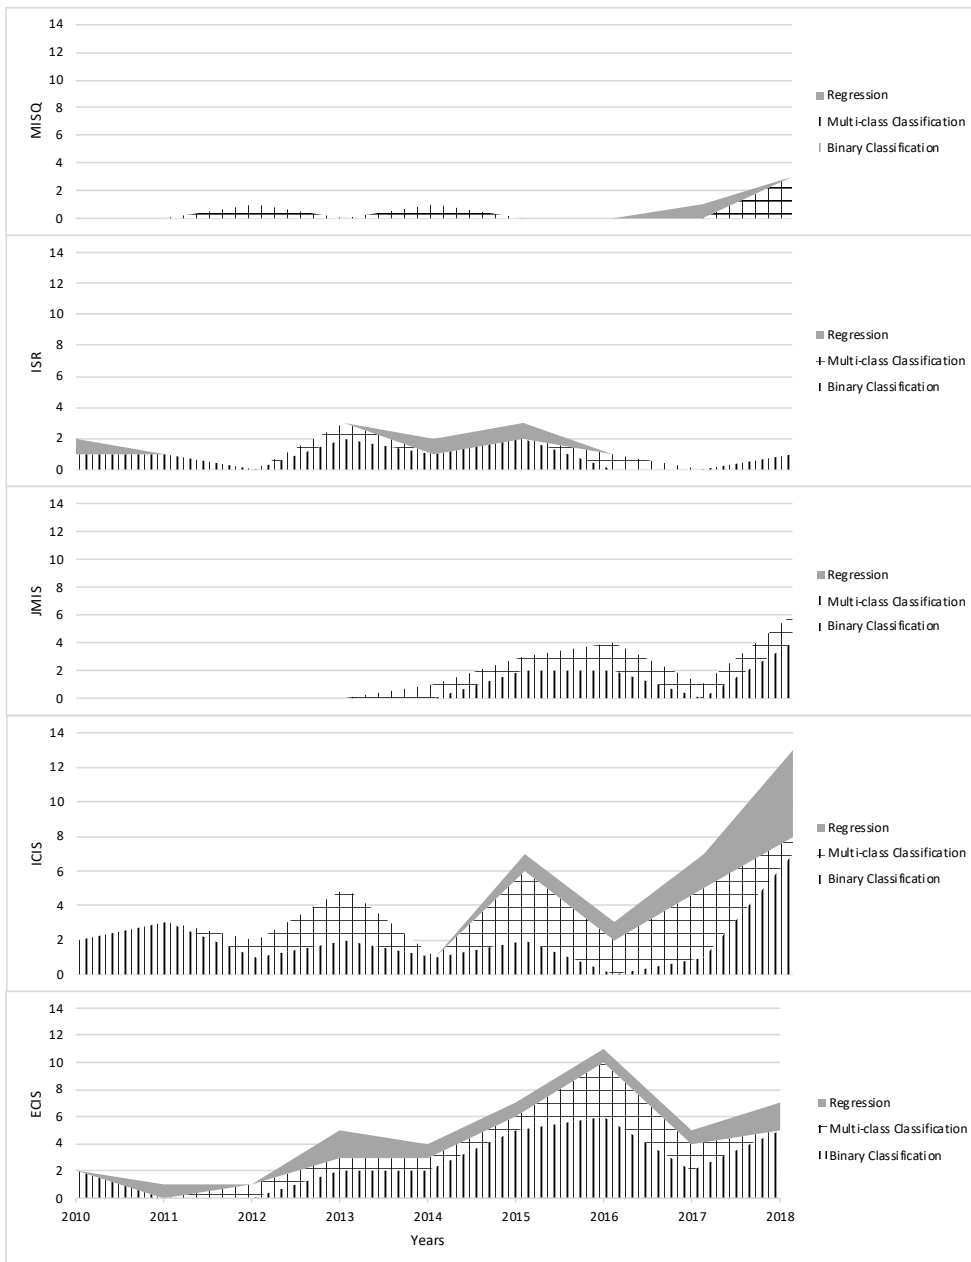 14
12
10
8
6
4
2
0
MISQ
Regression
Multi-class Classification
Binary Classification
14
12
10
8
6
4
2
0
ISR
Regression
Multi-class Classification
Binary Classification
14
12
10
8
6
4
2
0
JMIS
Regression
Multi-class Classification
Binary Classification
14
12
10
8
6
4
2
0
ICIS
Regression
Multi-class Classification
Binary Classification
14
12
10
8
6
4
2
0
ECIS
Regression
Multi-class Classification
Binary Classification
2010 2011 2012 2013 2014 2015 2016 2017 2018
Years